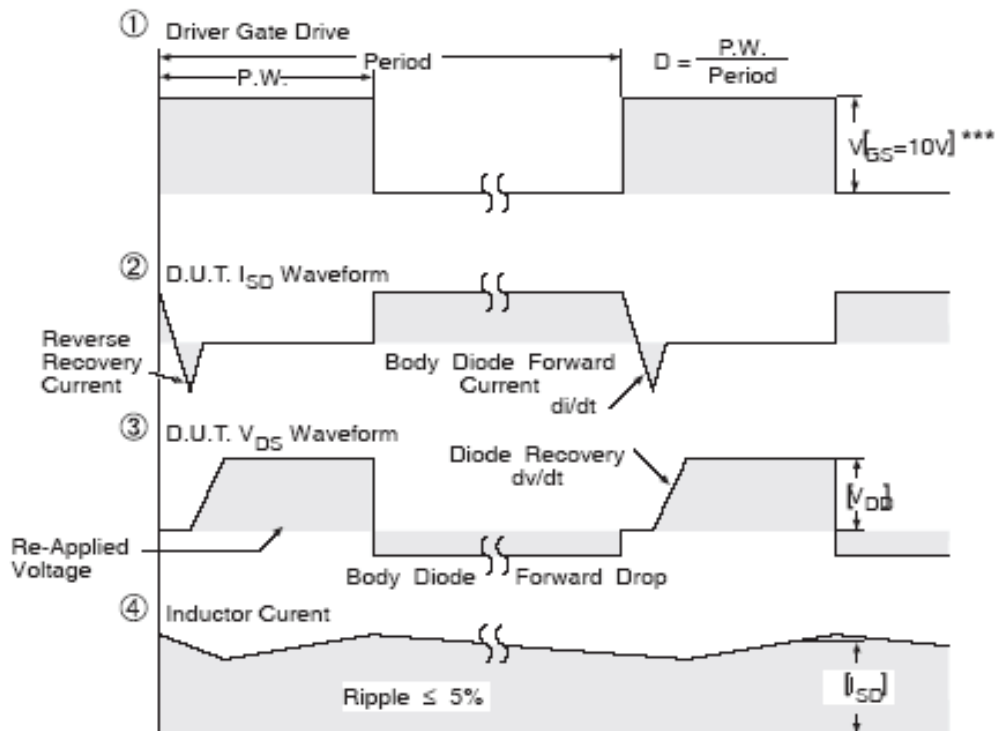 ① Driver Gate Drive
Period
P.W.
D = P.W.
Period
V[GS=10V] ***
② D.U.T. ISD Waveform
Reverse
Recovery
Current
Body Diode Forward
Current
di/dt
③ D.U.T. VDS Waveform
Diode Recovery
dv/dt
[VDD]
Re-Applied
Voltage
Body Diode Forward Drop
④ Inductor Curent
Ripple ≤ 5%
[ISD]